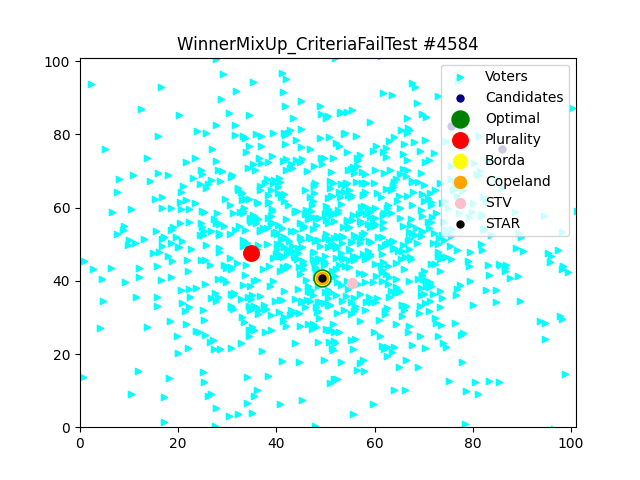 WinnerMixUp_CriteriaFailTest #4584
100
80
60
40
20
0
0 20 40 60 80 100
Voters
Candidates
Optimal
Plurality
Borda
Copeland
STV
STAR